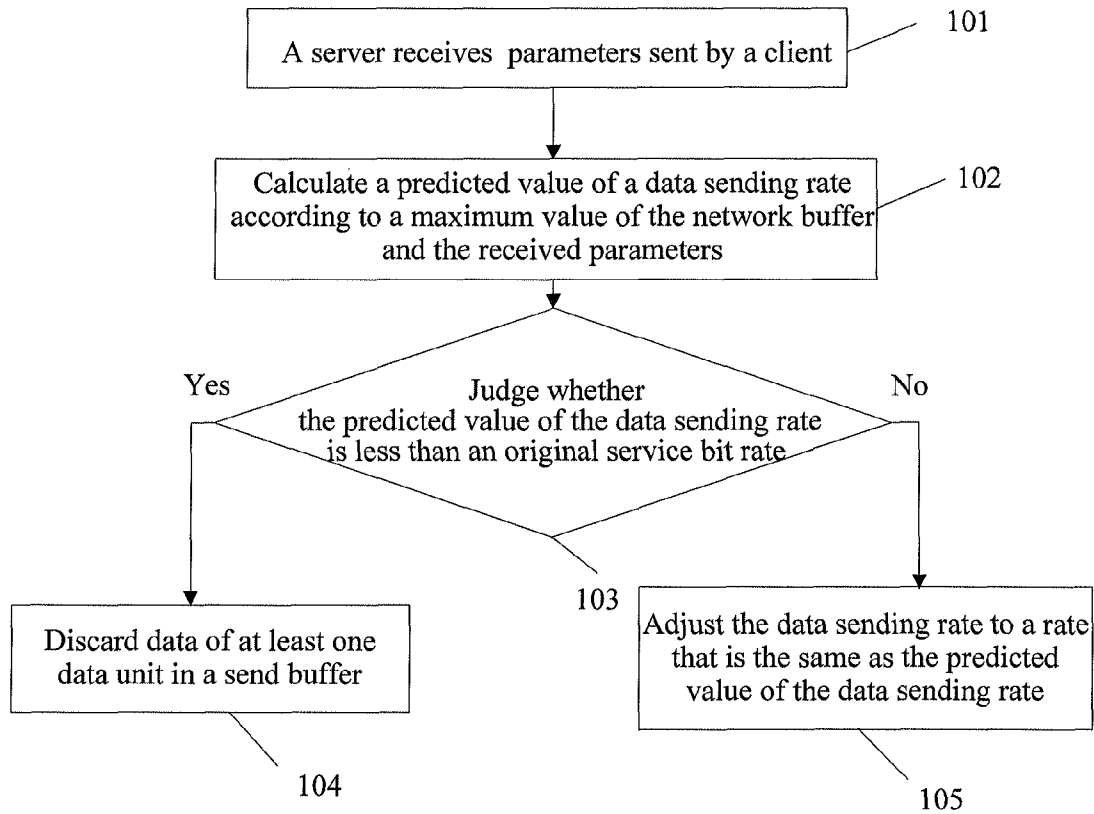 A server receives parameters sent by a client
101
Calculate a predicted value of a data sending rate
according to a maximum value of the network buffer
and the received parameters
102
Yes
No
Judge whether
the predicted value of the data sending rate
is less than an original service bit rate
103
Discard data of at least one
data unit in a send buffer
104
Adjust the data sending rate to a rate
that is the same as the predicted
value of the data sending rate
105